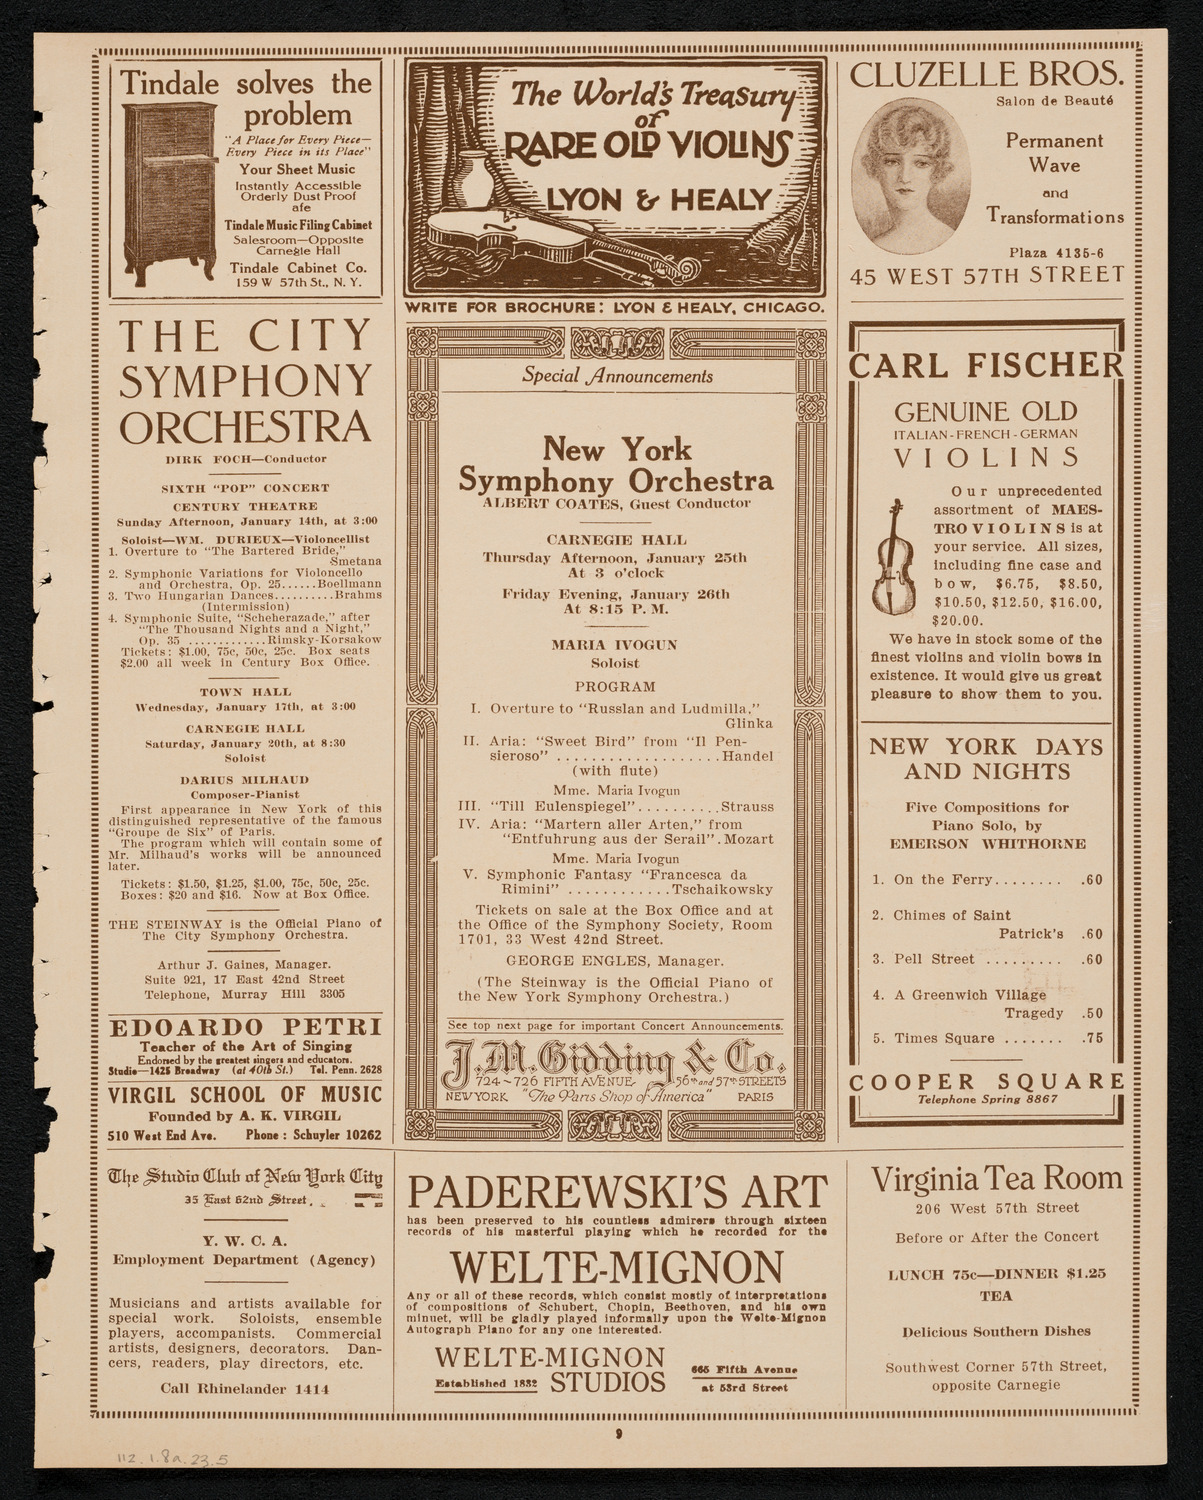 Tindale solves the
problem
"A Place for Every Piece—
Every Piece in its Place"
Your Sheet Music
Instantly Accessible
Orderly Dust Proof
afe
Tindale Music Filing Cabinet
Salesroom—Opposite
Carnegie Hall
Tindale Cabinet Co.
159 W 57th St., N. Y.
The World's Treasury
of
RARE OLD VIOLINS
LYON & HEALY
WRITE FOR BROCHURE: LYON & HEALY, CHICAGO.
CLUZELLE BROS.
Salon de Beauté
Permanent
Wave
and
Transformations
Plaza 4135-6
45 WEST 57TH STREET
THE CITY
SYMPHONY
ORCHESTRA
DIRK FOCH—Conductor
SIXTH "POP" CONCERT
CENTURY THEATRE
Sunday Afternoon, January 14th, at 3:00
Soloist—WM. DURIEUX—Violoncellist
1. Overture to "The Bartered Bride,"
Smetana
2. Symphonic Variations for Violoncello
and Orchestra, Op. 25......Boellmann
3. Two Hungarian Dances..........Brahms
(Intermission)
4. Symphonic Suite, "Scheherazade," after
"The Thousand Nights and a Night,"
Op. 35 .............Rimsky-Korsakow
Tickets: $1.00, 75c, 50c, 25c. Box seats
$2.00 all week in Century Box Office.
TOWN HALL
Wednesday, January 17th, at 3:00
CARNEGIE HALL
Saturday, January 20th, at 8:30
Soloist
DARIUS MILHAUD
Composer-Pianist
First appearance in New York of this
distinguished representative of the famous
"Groupe de Six" of Paris.
The program which will contain some of
Mr. Milhaud's works will be announced
later.
Tickets: $1.50, $1.25, $1.00, 75c, 50c, 25c.
Boxes: $20 and $16. Now at Box Office.
THE STEINWAY is the Official Piano of
The City Symphony Orchestra.
Arthur J. Gaines, Manager.
Suite 921, 17 East 42nd Street
Telephone, Murray Hill 3305
EDOARDO PETRI
Teacher of the Art of Singing
Endorsed by the greatest singers and educators.
Studio—1425 Broadway (at 40th St.) Tel. Penn. 2628
VIRGIL SCHOOL OF MUSIC
Founded by A. K. VIRGIL
510 West End Ave. Phone: Schuyler 10262
Special Announcements
New York
Symphony Orchestra
ALBERT COATES, Guest Conductor
CARNEGIE HALL
Thursday Afternoon, January 25th
At 3 o'clock
Friday Evening, January 26th
At 8:15 P. M.
MARIA IVOGUN
Soloist
PROGRAM
I. Overture to "Russlan and Ludmilla,"
Glinka
II. Aria: "Sweet Bird" from "Il Pen-
sieroso" ...................Handel
(with flute)
Mme. Maria Ivogun
III. "Till Eulenspiegel"..........Strauss
IV. Aria: "Martern aller Arten," from
"Entfuhrung aus der Serail".Mozart
Mme. Maria Ivogun
V. Symphonic Fantasy "Francesca da
Rimini" ............Tschaikowsky
Tickets on sale at the Box Office and at
the Office of the Symphony Society, Room
1701, 33 West 42nd Street.
GEORGE ENGLES, Manager.
(The Steinway is the Official Piano of
the New York Symphony Orchestra.)
See top next page for important Concert Announcements.
J.M. Gidding & Co.
724~726 FIFTH AVENUE 56th and 57th STREETS
NEW YORK "The Paris Shop of America" PARIS
CARL FISCHER
GENUINE OLD
ITALIAN-FRENCH-GERMAN
VIOLINS
Our unprecedented
assortment of MAES-
TRO VIOLINS is at
your service. All sizes,
including fine case and
bow, $6.75, $8.50,
$10.50, $12.50, $16.00,
$20.00.
We have in stock some of the
finest violins and violin bows in
existence. It would give us great
pleasure to show them to you.
NEW YORK DAYS
AND NIGHTS
Five Compositions for
Piano Solo, by
EMERSON WHITHORNE
1. On the Ferry........ .60
2. Chimes of Saint
Patrick's .60
3. Pell Street ......... .60
4. A Greenwich Village
Tragedy .50
5. Times Square ....... .75
COOPER SQUARE
Telephone Spring 8867
The Studio Club of New York City
35 East 62nd Street.
Y. W. C. A.
Employment Department (Agency)
Musicians and artists available for
special work. Soloists, ensemble
players, accompanists. Commercial
artists, designers, decorators. Dan-
cers, readers, play directors, etc.
Call Rhinelander 1414
PADEREWSKI'S ART
has been preserved to his countless admirers through sixteen
records of his masterful playing which he recorded for the
WELTE-MIGNON
Any or all of these records, which consist mostly of interpretations
of compositions of Schubert, Chopin, Beethoven, and his own
minuet, will be gladly played informally upon the Welte-Mignon
Autograph Piano for any one interested.
WELTE-MIGNON
Established 1832 STUDIOS
665 Fifth Avenue
at 53rd Street
Virginia Tea Room
206 West 57th Street
Before or After the Concert
LUNCH 75c—DINNER $1.25
TEA
Delicious Southern Dishes
Southwest Corner 57th Street,
opposite Carnegie
9
112.1.8a.23.5